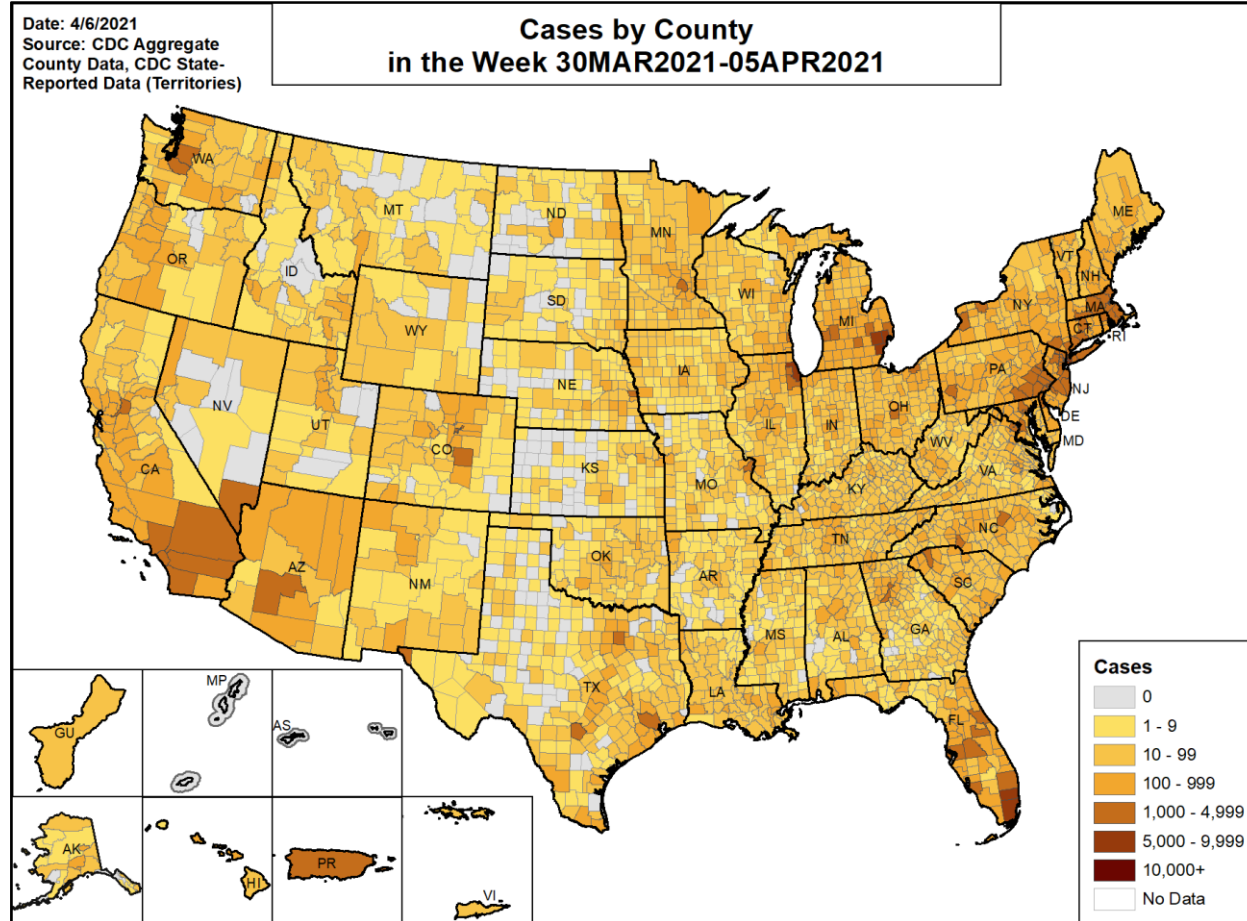 Date: 4/6/2021
Source: CDC Aggregate
County Data, CDC State-
Reported Data (Territories)
Cases by County
in the Week 30MAR2021-05APR2021
WA
MT
ND
MN
ME
OR
ID
SD
WI
MI
VT
NH
NY
MA
CT
RI
WY
NE
IA
PA
NJ
NV
UT
CO
KS
MO
IL
IN
OH
WV
DE
MD
VA
KY
CA
AZ
NM
OK
AR
TN
NC
SC
MS
AL
GA
TX
LA
FL
GU
MP
AS
AK
HI
PR
VI
Cases
0
1 - 9
10 - 99
100 - 999
1,000 - 4,999
5,000 - 9,999
10,000+
No Data